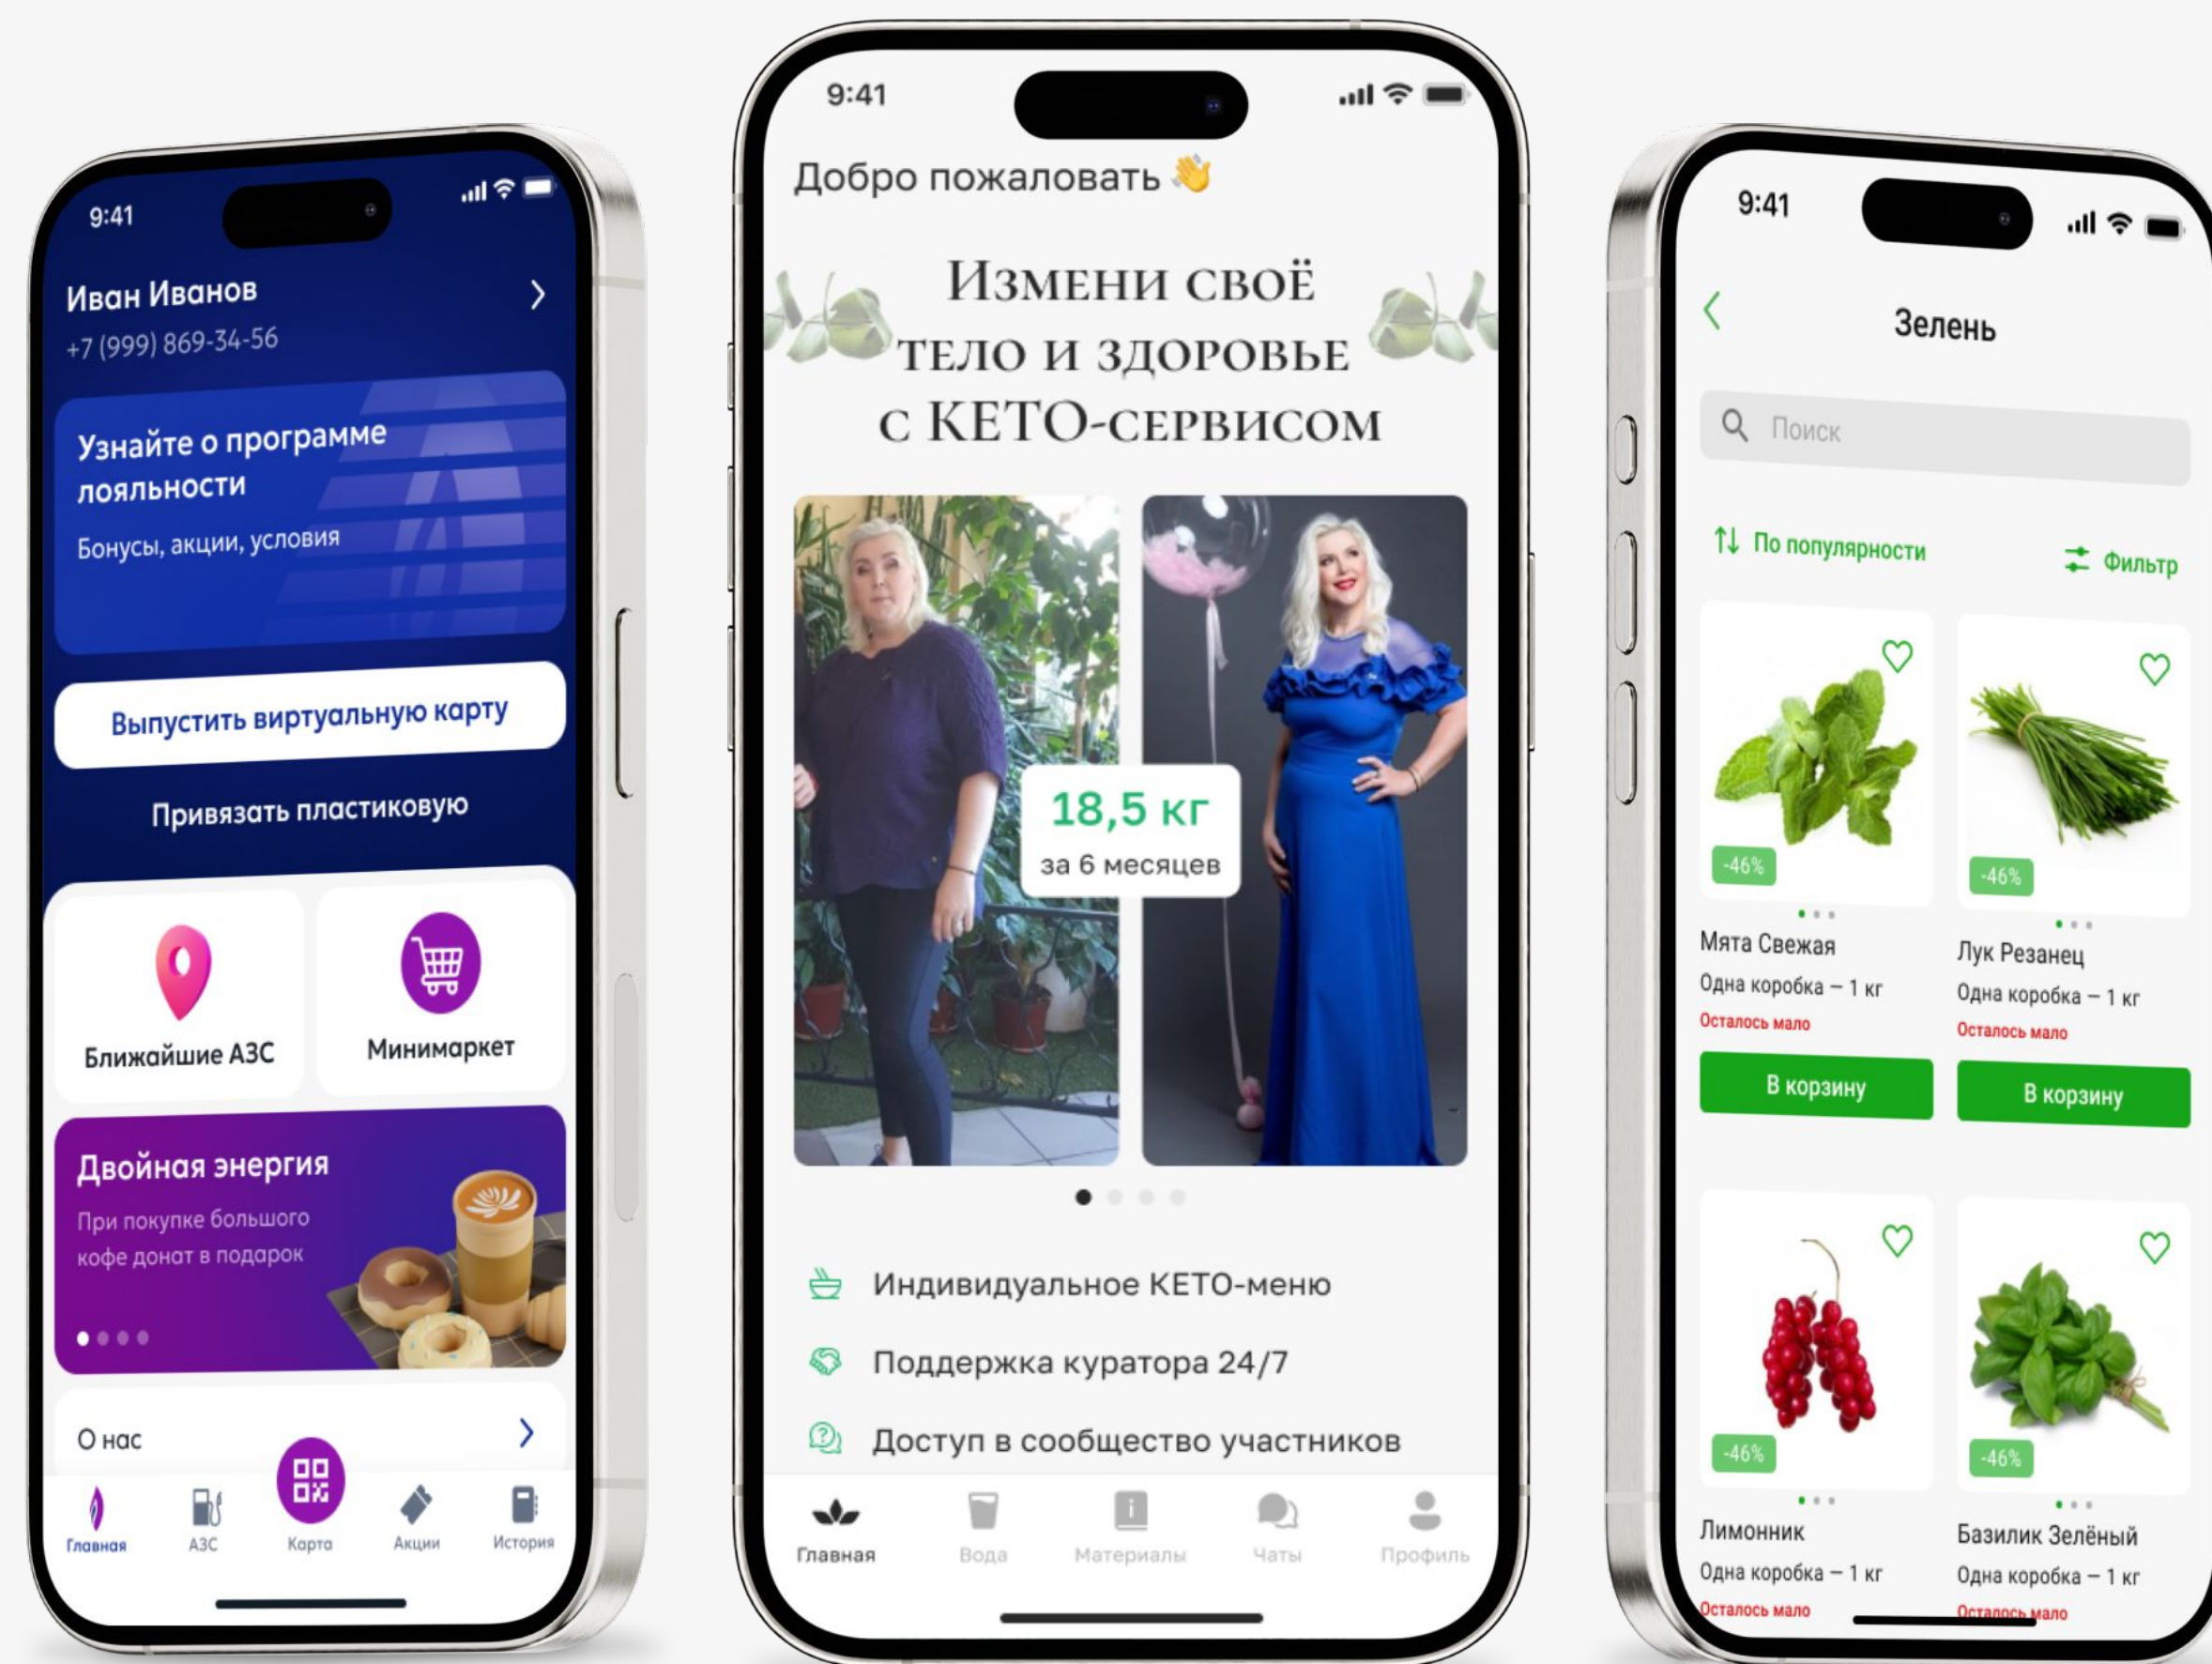 9:41
Иван Иванов
+7 (999) 869-34-56
Узнайте о программе
лояльности
Бонусы, акции, условия
Выпустить виртуальную карту
Привязать пластиковую
Ближайшие АЗС
Минимаркет
Двойная энергия
При покупке большого
кофе донат в подарок
О нас
Главная
АЗС
Карта
Акции
История
9:41
Добро пожаловать 👋
Измени своё
тело и здоровье
с КЕТО-сервисом
18,5 кг
за 6 месяцев
Индивидуальное КЕТО-меню
Поддержка куратора 24/7
Доступ в сообщество участников
Главная
Вода
Материалы
Чаты
Профиль
9:41
Зелень
Поиск
По популярности
Фильтр
-46%
-46%
Мята Свежая
Лук Резанец
Одна коробка — 1 кг
Одна коробка — 1 кг
Осталось мало
Осталось мало
В корзину
В корзину
-46%
-46%
Лимонник
Базилик Зелёный
Одна коробка — 1 кг
Одна коробка — 1 кг
Осталось мало
Осталось мало